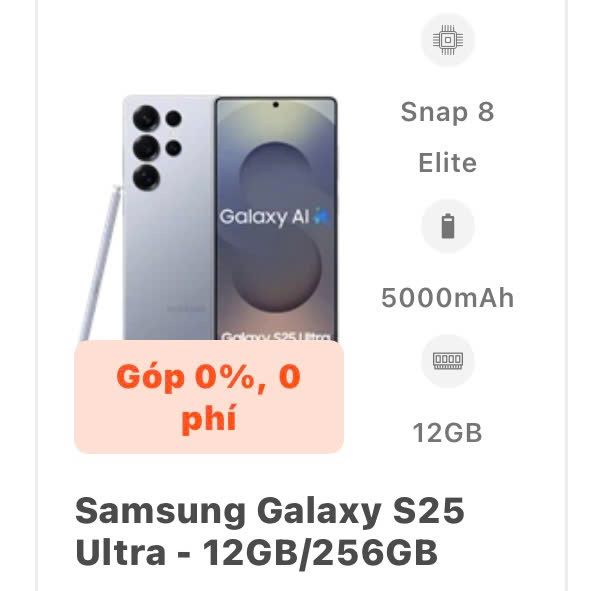 Snap 8
Elite
5000mAh
12GB
Galaxy AI
Galaxy S25 Ultra
Góp 0%, 0
phí
Samsung Galaxy S25
Ultra - 12GB/256GB